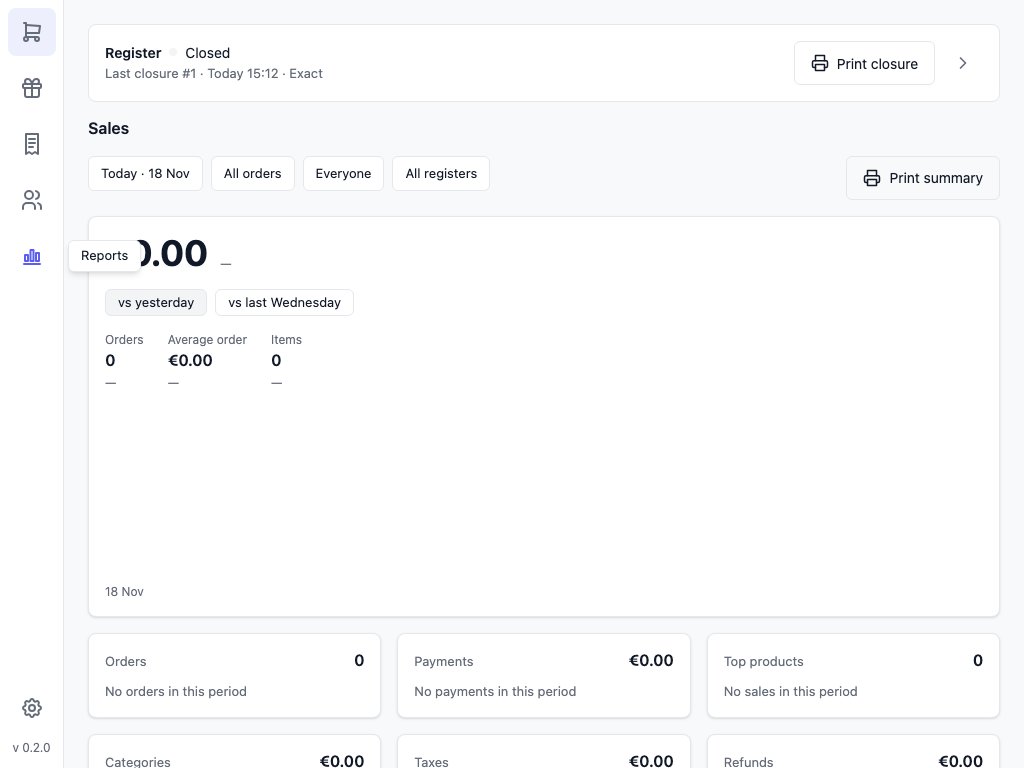 Register Closed
Last closure #1 · Today 15:12 · Exact
Print closure
Sales
Today · 18 Nov
All orders
Everyone
All registers
Print summary
Reports
0.00 —
vs yesterday
vs last Wednesday
Orders Average order Items
0 €0.00 0
— — —
18 Nov
Orders 0
No orders in this period
Payments €0.00
No payments in this period
Top products 0
No sales in this period
Categories €0.00
Taxes €0.00
Refunds €0.00
v 0.2.0